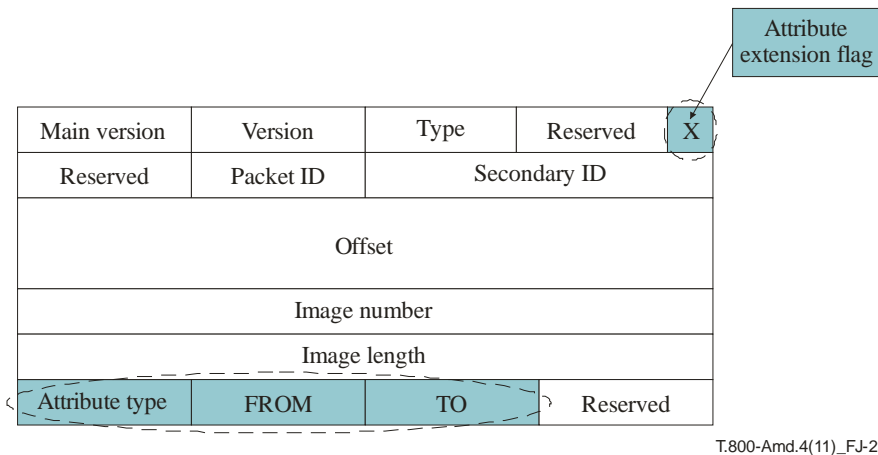 Attribute
extension flag
Main version Version Type Reserved X
Reserved Packet ID Secondary ID
Offset
Image number
Image length
Attribute type FROM TO Reserved
T.800-Amd.4(11)_FJ-2